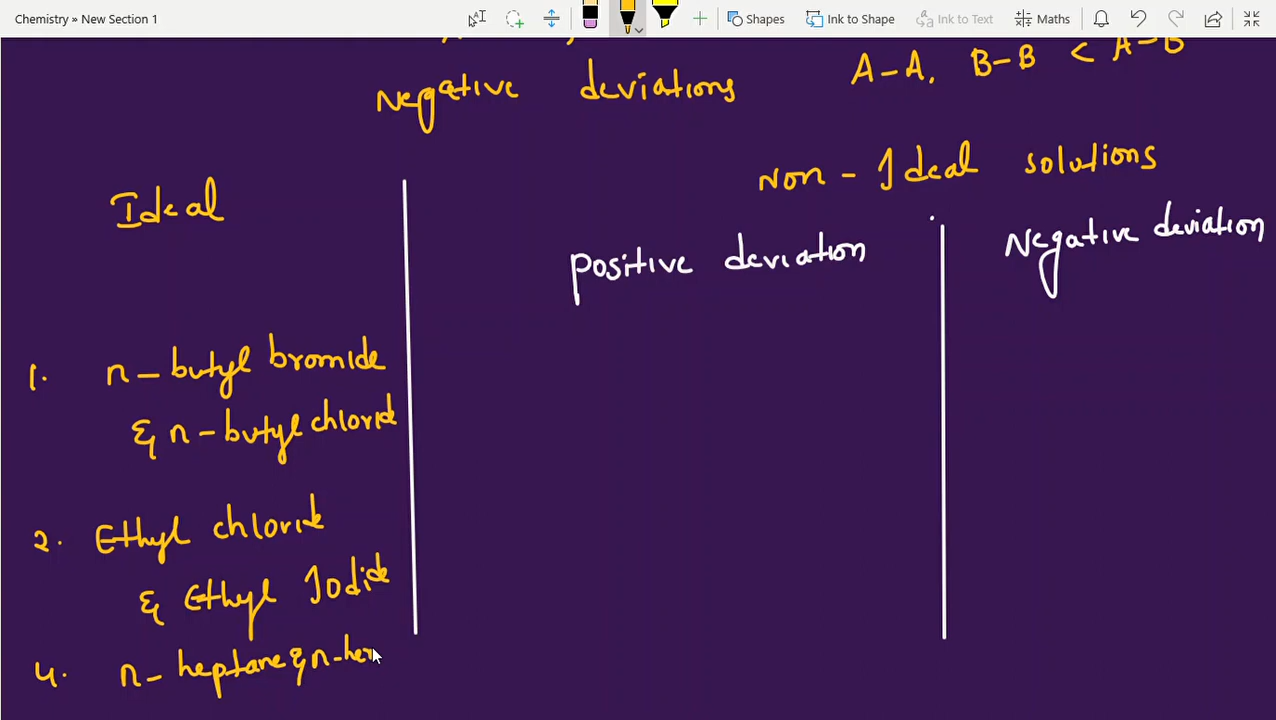 Chemistry » New Section 1
Shapes
Ink to Shape
Ink to Text
Maths
Negative deviations
A-A, B-B < A-B
Non-Ideal solutions
Ideal
Positive deviation
Negative deviation
1. n-butyl bromide
& n-butyl chloride
2. Ethyl chloride
& Ethyl Iodide
4. n-heptane & n-hex